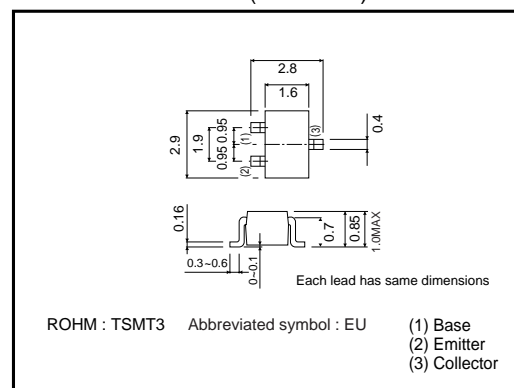 2.8
1.6
2.9
1.9
0.95 0.95
(1)
(2)
(3)
0.4
0.16
0.3~0.6
0~0.1
0.7
0.85
1.0MAX
Each lead has same dimensions
ROHM : TSMT3 Abbreviated symbol : EU
(1) Base
(2) Emitter
(3) Collector